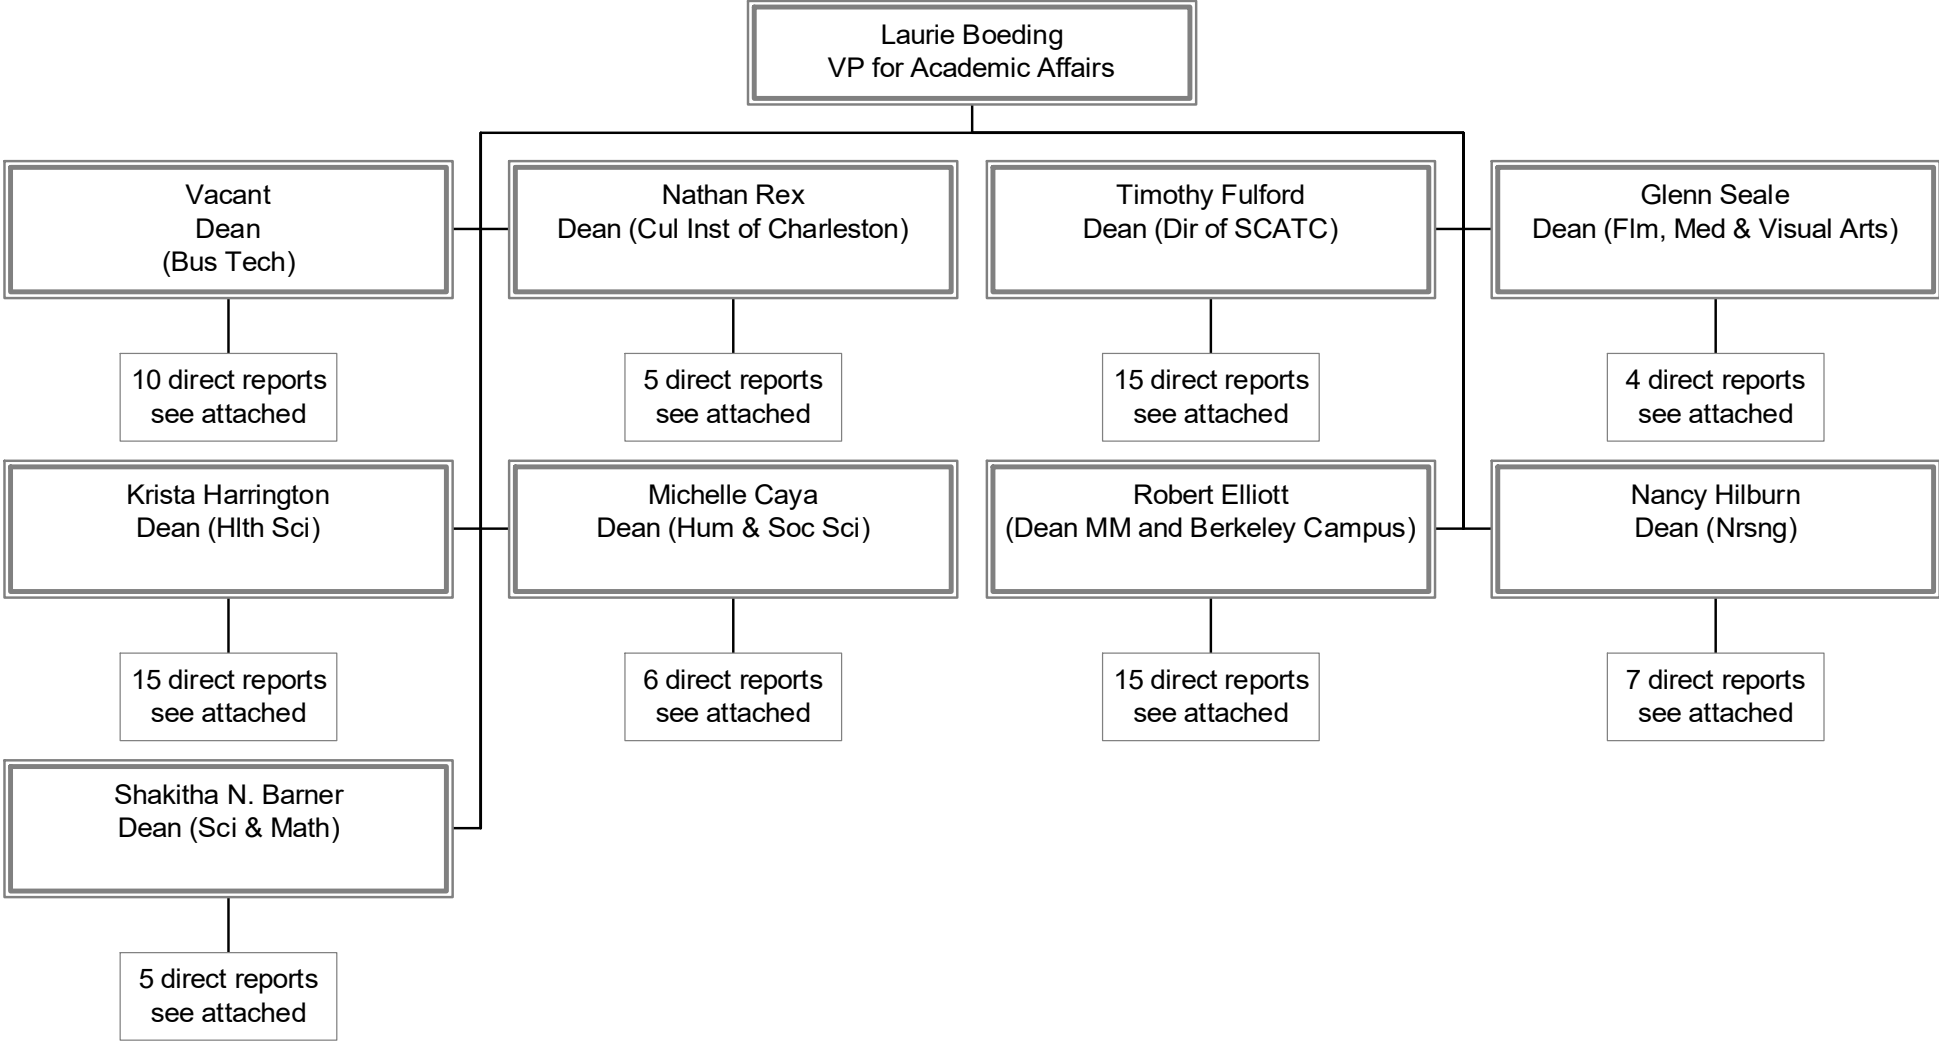 Laurie Boeding
VP for Academic Affairs
Vacant
Dean
(Bus Tech)
Nathan Rex
Dean (Cul Inst of Charleston)
Timothy Fulford
Dean (Dir of SCATC)
Glenn Seale
Dean (Flm, Med & Visual Arts)
10 direct reports
see attached
5 direct reports
see attached
15 direct reports
see attached
4 direct reports
see attached
Krista Harrington
Dean (Hlth Sci)
Michelle Caya
Dean (Hum & Soc Sci)
Robert Elliott
(Dean MM and Berkeley Campus)
Nancy Hilburn
Dean (Nrsng)
15 direct reports
see attached
6 direct reports
see attached
15 direct reports
see attached
7 direct reports
see attached
Shakitha N. Barner
Dean (Sci & Math)
5 direct reports
see attached